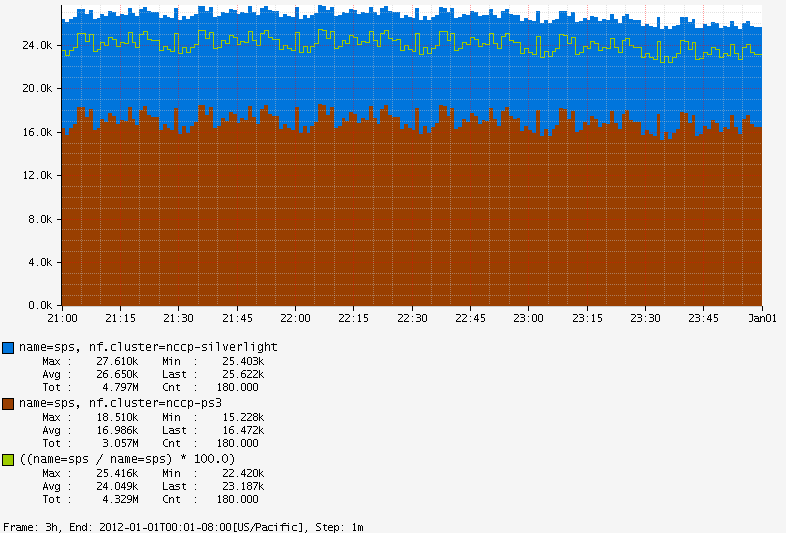 24.0k
20.0k
16.0k
12.0k
8.0k
4.0k
0.0k
21:00 21:15 21:30 21:45 22:00 22:15 22:30 22:45 23:00 23:15 23:30 23:45 Jan01
name=sps, nf.cluster=nccp-silverlight
Max : 27.610k Min : 25.403k
Avg : 26.650k Last : 25.622k
Tot : 4.797M Cnt : 180.000
name=sps, nf.cluster=nccp-ps3
Max : 18.510k Min : 15.228k
Avg : 16.986k Last : 16.472k
Tot : 3.057M Cnt : 180.000
((name=sps / name=sps) * 100.0)
Max : 25.416k Min : 22.420k
Avg : 24.049k Last : 23.187k
Tot : 4.329M Cnt : 180.000
Frame: 3h, End: 2012-01-01T00:01-08:00[US/Pacific], Step: 1m